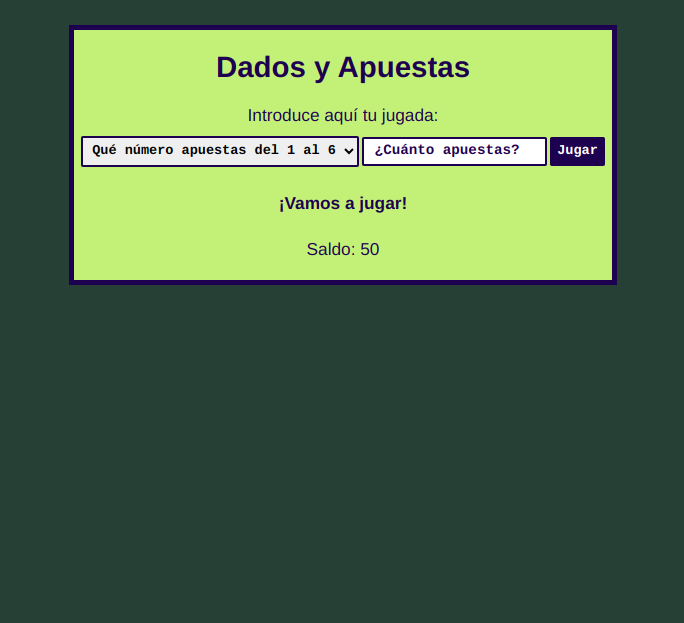 Dados y Apuestas
Introduce aquí tu jugada:
Qué número apuestas del 1 al 6 ¿Cuánto apuestas? Jugar
¡Vamos a jugar!
Saldo: 50